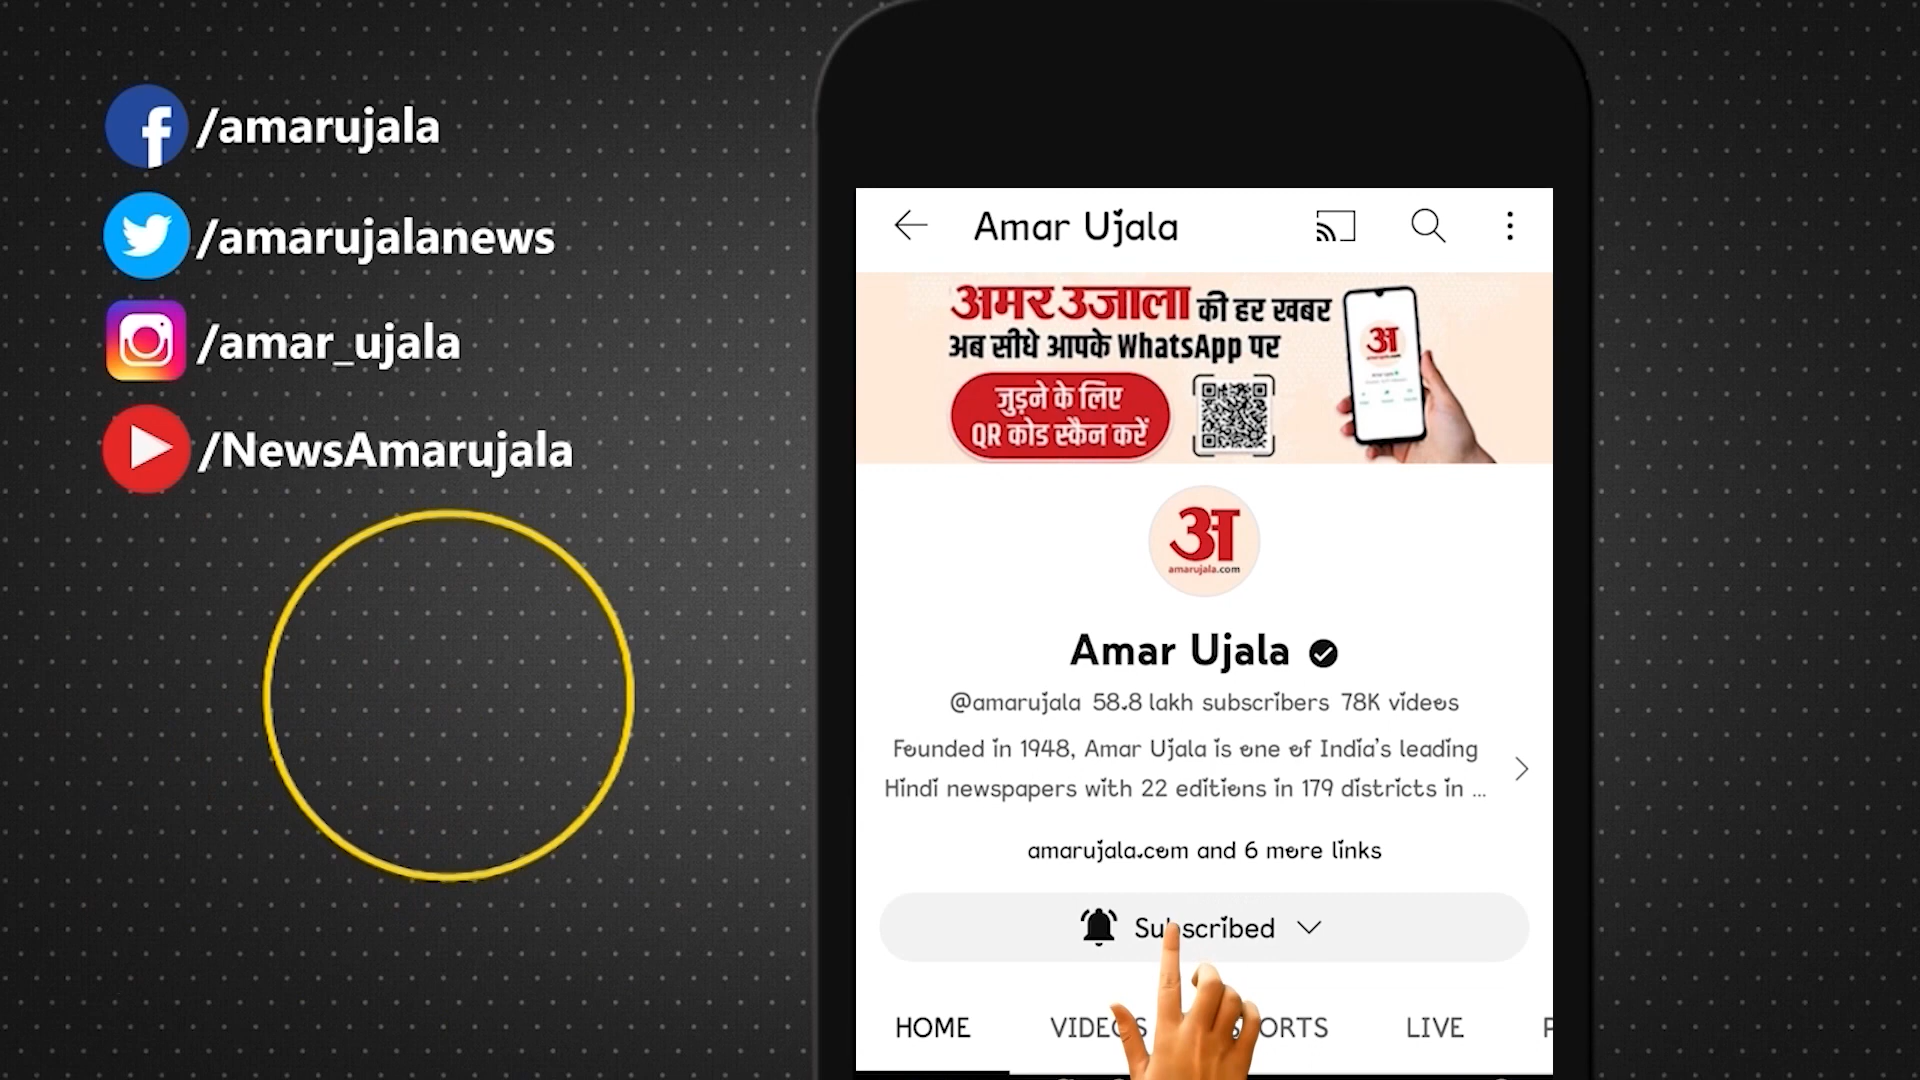 /amarujala
/amarujalanews
/amar_ujala
/NewsAmarujala
Amar Ujala
अमर उजाला की हर खबर
अब सीधे आपके WhatsApp पर
जुड़ने के लिए
QR कोड स्कैन करें
अ
अ
amarujala.com
Amar Ujala
@amarujala 58.8 lakh subscribers 78K videos
Founded in 1948, Amar Ujala is one of India's leading
Hindi newspapers with 22 editions in 179 districts in ...
amarujala.com and 6 more links
Subscribed
HOME VIDEOS SHORTS LIVE